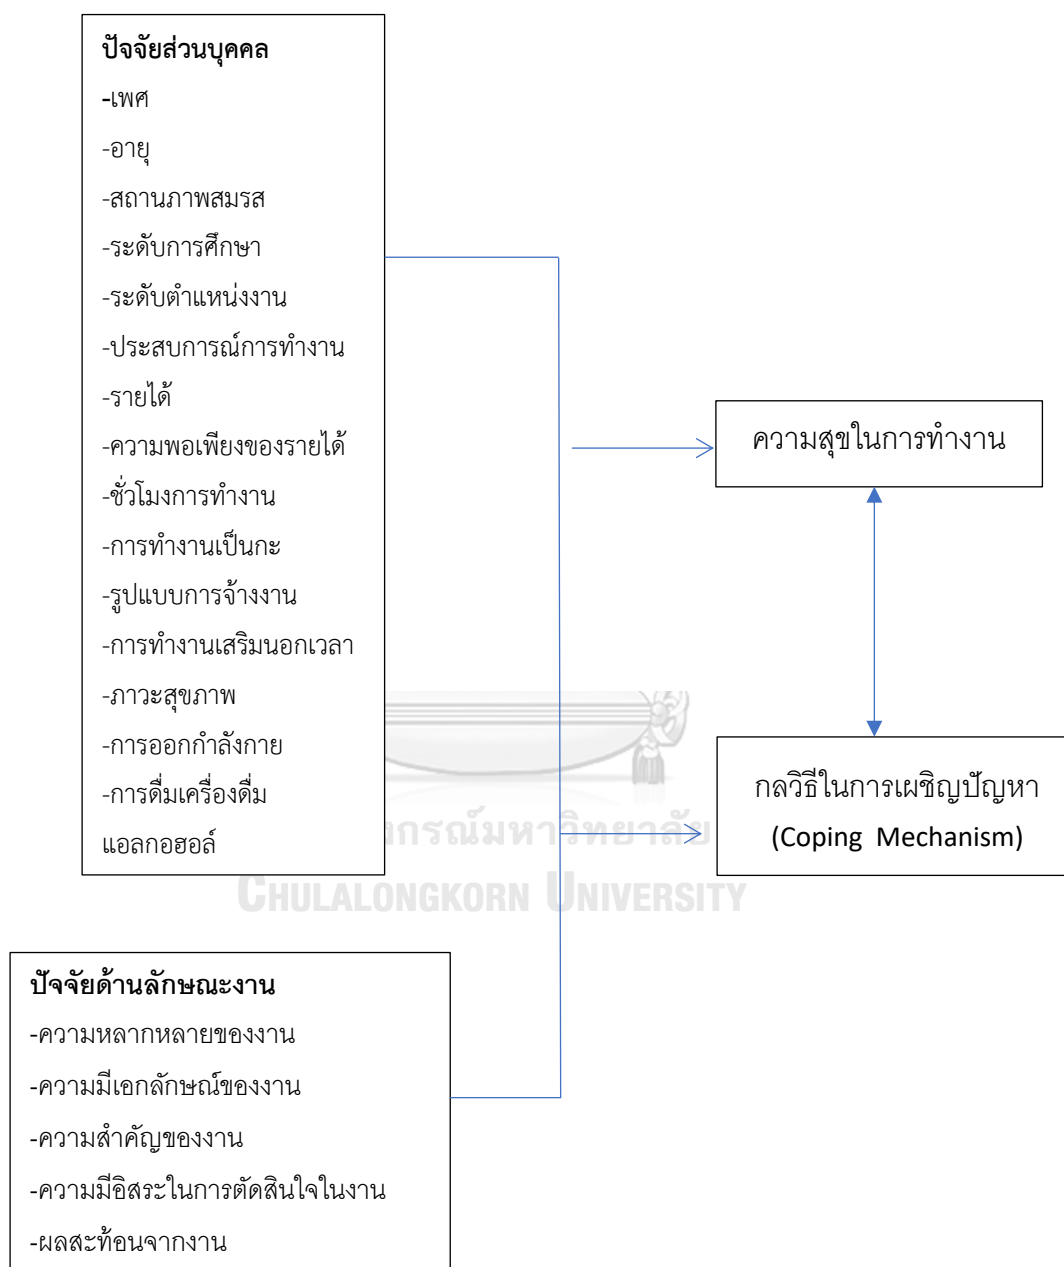 ปัจจัยส่วนบุคคล
-เพศ
-อายุ
-สถานภาพสมรส
-ระดับการศึกษา
-ระดับตำแหน่งงาน
-ประสบการณ์การทำงาน
-รายได้
-ความพอเพียงของรายได้
-ชั่วโมงการทำงาน
-การทำงานเป็นกะ
-รูปแบบการจ้างงาน
-การทำงานเสริมนอกเวลา
-ภาวะสุขภาพ
-การออกกำลังกาย
-การดื่มเครื่องดื่ม
แอลกอฮอล์
ความสุขในการทำงาน
กลวิธีในการเผชิญปัญหา
(Coping Mechanism)
งกรณ์มหาวิทยาลัย
CHULALONGKORN UNIVERSITY
ปัจจัยด้านลักษณะงาน
-ความหลากหลายของงาน
-ความมีเอกลักษณ์ของงาน
-ความสำคัญของงาน
-ความมีอิสระในการตัดสินใจในงาน
-ผลสะท้อนจากงาน